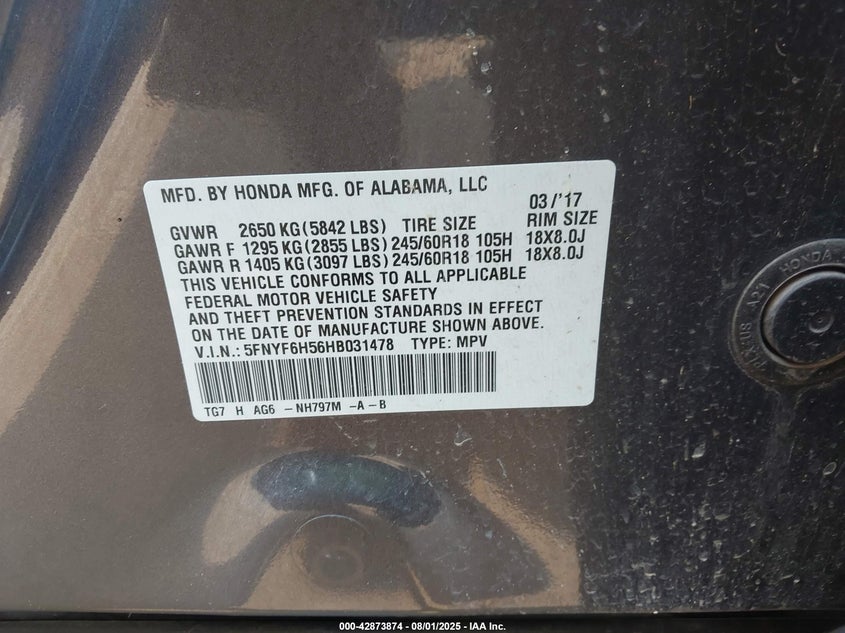 MFD. BY HONDA MFG. OF ALABAMA, LLC
03/'17
GVWR 2650 KG (5842 LBS) TIRE SIZE RIM SIZE
GAWR F 1295 KG (2855 LBS) 245/60R18 105H 18X8.0J
GAWR R 1405 KG (3097 LBS) 245/60R18 105H 18X8.0J
THIS VEHICLE CONFORMS TO ALL APPLICABLE
FEDERAL MOTOR VEHICLE SAFETY
AND THEFT PREVENTION STANDARDS IN EFFECT
ON THE DATE OF MANUFACTURE SHOWN ABOVE.
V.I.N.: 5FNYF6H56HB031478 TYPE: MPV
TG7 H AG6 -NH797M -A-B
HONDA
000-42873874 - 08/01/2025 - IAA Inc.